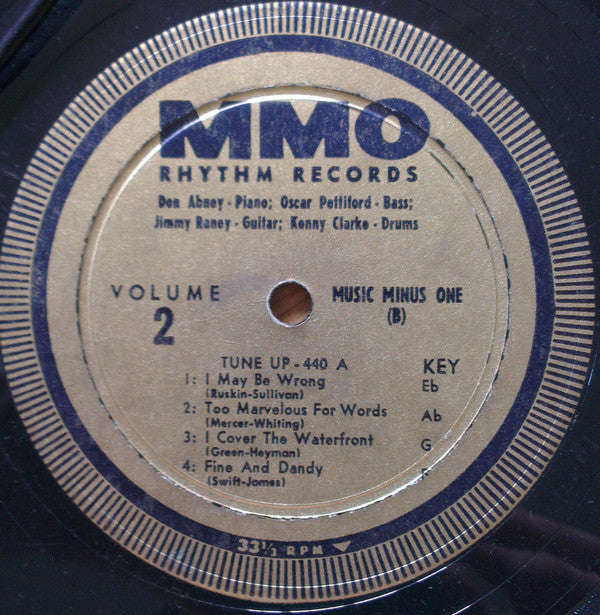 MMO
RHYTHM RECORDS
Don Abney - Piano; Oscar Pettiford - Bass;
Jimmy Raney - Guitar; Kenny Clarke - Drums
VOLUME
2
MUSIC MINUS ONE
(B)
TUNE UP - 440 A
KEY
1: I May Be Wrong
Eb
(Ruskin-Sullivan)
2: Too Marvelous For Words
Ab
(Mercer-Whiting)
3: I Cover The Waterfront
G
(Green-Heyman)
4: Fine And Dandy
(Swift-James)
33⅓ RPM